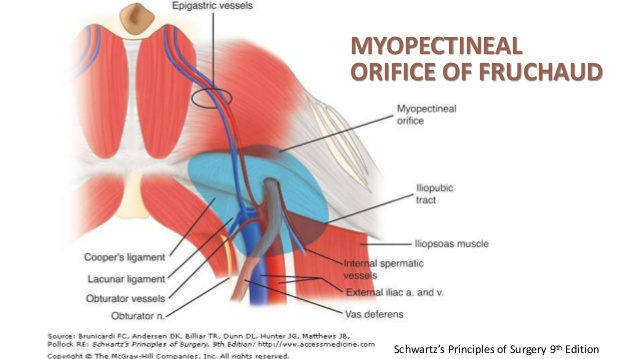 Epigastric vessels
MYOPECTINEAL
ORIFICE OF FRUCHAUD
Myopectineal
orifice
Iliopubic
tract
Iliopsoas muscle
Cooper's ligament
Lacunar ligament
Obturator vessels
Obturator n.
Internal spermatic
vessels
External iliac a. and v.
Vas deferens
Source: Brunicardi FC, Andersen DK, Billiar TR, Dunn DL, Hunter JG, Matthews JB,
Pollock RE: Schwartz's Principles of Surgery, 9th Edition: http://www.accessmedicine.com
Copyright © The McGraw-Hill Companies, Inc. All rights reserved.
Schwartz's Principles of Surgery 9th Edition